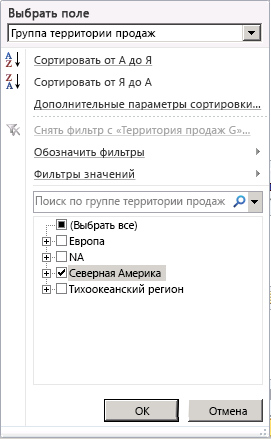 Выбрать поле
Группа территории продаж
Сортировать от А до Я
Сортировать от Я до А
Дополнительные параметры сортировки...
Снять фильтр с «Территория продаж G»...
Обозначить фильтры
Фильтры значений
Поиск по группе территории продаж
(Выбрать все)
Европа
NA
Северная Америка
Тихоокеанский регион
ОК
Отмена